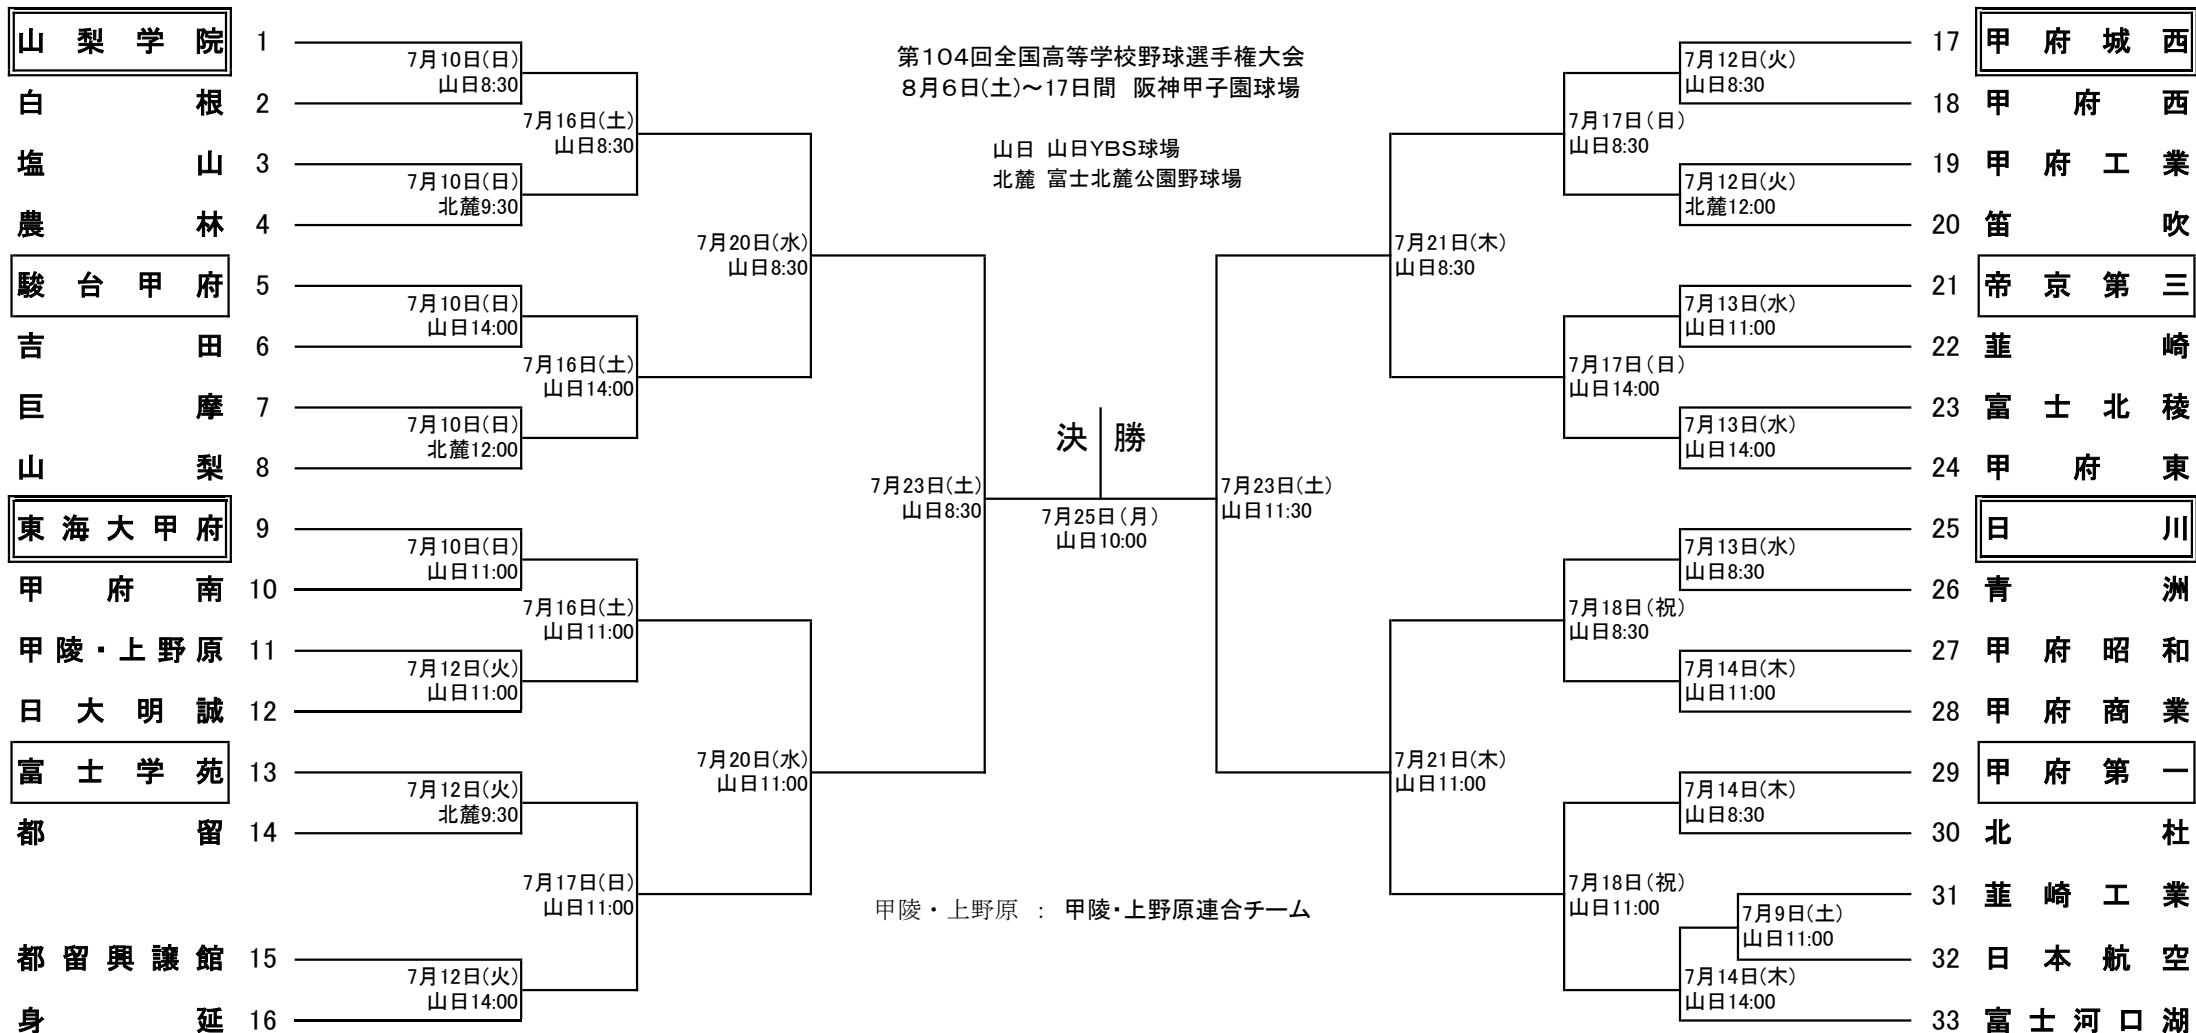 第104回全国高等学校野球選手権大会
8月6日(土)～17日間 阪神甲子園球場
山日 山日YBS球場
北麓 富士北麓公園野球場
山梨学院 1
7月10日(日)
山日8:30
白根 2
7月16日(土)
山日8:30
塩山 3
7月10日(日)
北麓9:30
農林 4
7月20日(水)
山日8:30
駿台甲府 5
7月10日(日)
山日14:00
吉田 6
7月16日(土)
山日14:00
巨摩 7
7月10日(日)
北麓12:00
山梨 8
7月23日(土)
山日8:30
東海大甲府 9
7月10日(日)
山日11:00
甲府南 10
7月16日(土)
山日11:00
甲陵・上野原 11
7月12日(火)
山日11:00
日大明誠 12
7月20日(水)
山日11:00
富士学苑 13
7月12日(火)
北麓9:30
都留 14
7月17日(日)
山日11:00
都留興譲館 15
7月12日(火)
山日14:00
身延 16
決勝
7月25日(月)
山日10:00
甲陵・上野原 ： 甲陵・上野原連合チーム
17 甲府城西
7月12日(火)
山日8:30
18 甲府西
7月17日(日)
山日8:30
19 甲府工業
7月12日(火)
北麓12:00
20 笛吹
7月21日(木)
山日8:30
21 帝京第三
7月13日(水)
山日11:00
22 韮崎
7月17日(日)
山日14:00
23 富士北稜
7月13日(水)
山日14:00
24 甲府東
7月23日(土)
山日11:30
25 日川
7月13日(水)
山日8:30
26 青洲
7月18日(祝)
山日8:30
27 甲府昭和
7月14日(木)
山日11:00
28 甲府商業
7月21日(木)
山日11:00
29 甲府第一
7月14日(木)
山日8:30
30 北杜
7月18日(祝)
山日11:00
31 韮崎工業
7月9日(土)
山日11:00
32 日本航空
7月14日(木)
山日14:00
33 富士河口湖